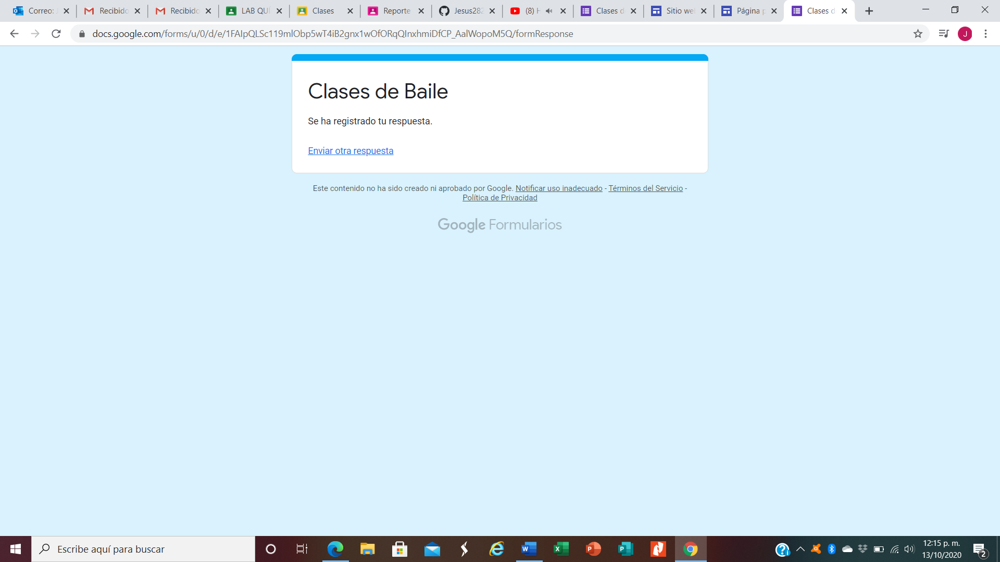 Correo:
Recibido
Recibido
LAB QUÍ
Clases
Reporte
Jesus282
(8)
Clases d
Sitio we
Página p
Clases d
docs.google.com/forms/u/0/d/e/1FAIpQLSc119mlObp5wT4iB2gnx1wOfORqQInxhmiDfCP_AalWopoM5Q/formResponse
J
Clases de Baile
Se ha registrado tu respuesta.
Enviar otra respuesta
Este contenido no ha sido creado ni aprobado por Google. Notificar uso inadecuado - Términos del Servicio -
Política de Privacidad
Google Formularios
Escribe aquí para buscar
12:15 p. m.
13/10/2020
2